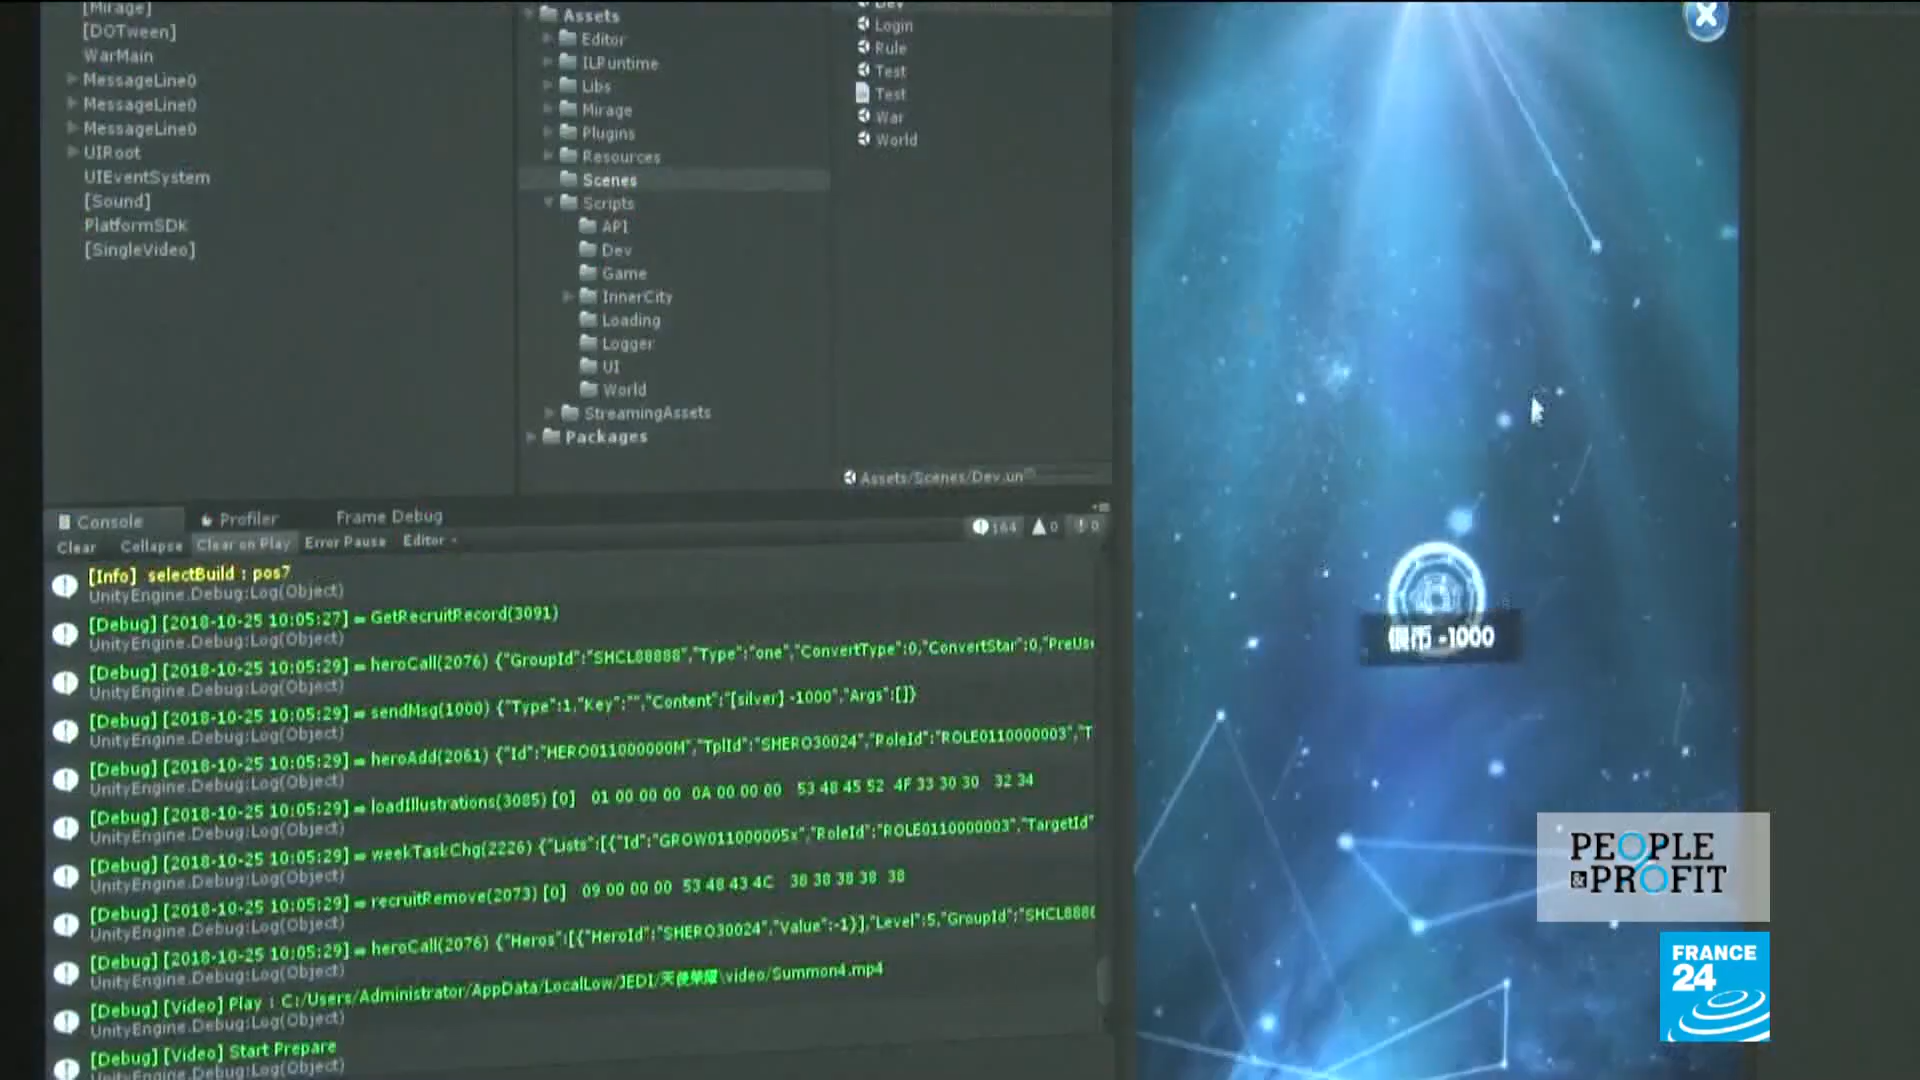 [Mirage]
[DOTween]
WarMain
MessageLine0
MessageLine0
MessageLine0
UIRoot
UIEventSystem
[Sound]
PlatformSDK
[SingleVideo]
Assets
Editor
ILRuntime
Libs
Mirage
Plugins
Resources
Scenes
Scripts
API
Dev
Game
InnerCity
Loading
Logger
UI
World
StreamingAssets
Packages
Dev
Login
Rule
Test
Test
War
World
Assets/Scenes/Dev.un
Console Profiler Frame Debug
Clear Collapse Clear on Play Error Pause Editor 164 0 0
[Info] selectBuild : pos7
UnityEngine.Debug:Log(Object)
[Debug] [2018-10-25 10:05:27] = GetRecruitRecord(3091)
UnityEngine.Debug:Log(Object)
[Debug] [2018-10-25 10:05:29] = heroCall(2076) {"GroupId":"SHCL88888","Type":"one","ConvertType":0,"ConvertStar":0,"PreUse
UnityEngine.Debug:Log(Object)
[Debug] [2018-10-25 10:05:29] = sendMsg(1000) {"Type":1,"Key":"","Content":"[silver] -1000","Args":[]}
UnityEngine.Debug:Log(Object)
[Debug] [2018-10-25 10:05:29] = heroAdd(2061) {"Id":"HERO011000000M","TplId":"SHERO30024","RoleId":"ROLE0110000003","T
UnityEngine.Debug:Log(Object)
[Debug] [2018-10-25 10:05:29] = loadIllustrations(3085) [0] 01 00 00 00 0A 00 00 00 53 48 45 52 4F 33 30 30 32 34
UnityEngine.Debug:Log(Object)
[Debug] [2018-10-25 10:05:29] = weekTaskChg(2226) {"Lists":[{"Id":"GROW011000005x","RoleId":"ROLE0110000003","TargetId"
UnityEngine.Debug:Log(Object)
[Debug] [2018-10-25 10:05:29] = recruitRemove(2073) [0] 09 00 00 00 53 48 43 4C 38 38 38 38 38
UnityEngine.Debug:Log(Object)
[Debug] [2018-10-25 10:05:29] = heroCall(2076) {"Heros":[{"HeroId":"SHERO30024","Value":-1}],"Level":5,"GroupId":"SHCL888
UnityEngine.Debug:Log(Object)
[Debug] [Video] Play : C:/Users/Administrator/AppData/LocalLow/JEDI/天使荣耀\video/Summon4.mp4
UnityEngine.Debug:Log(Object)
[Debug] [Video] Start Prepare
UnityEngine.Debug:Log(Object)
银币 -1000
PEOPLE
&PROFIT
FRANCE
24